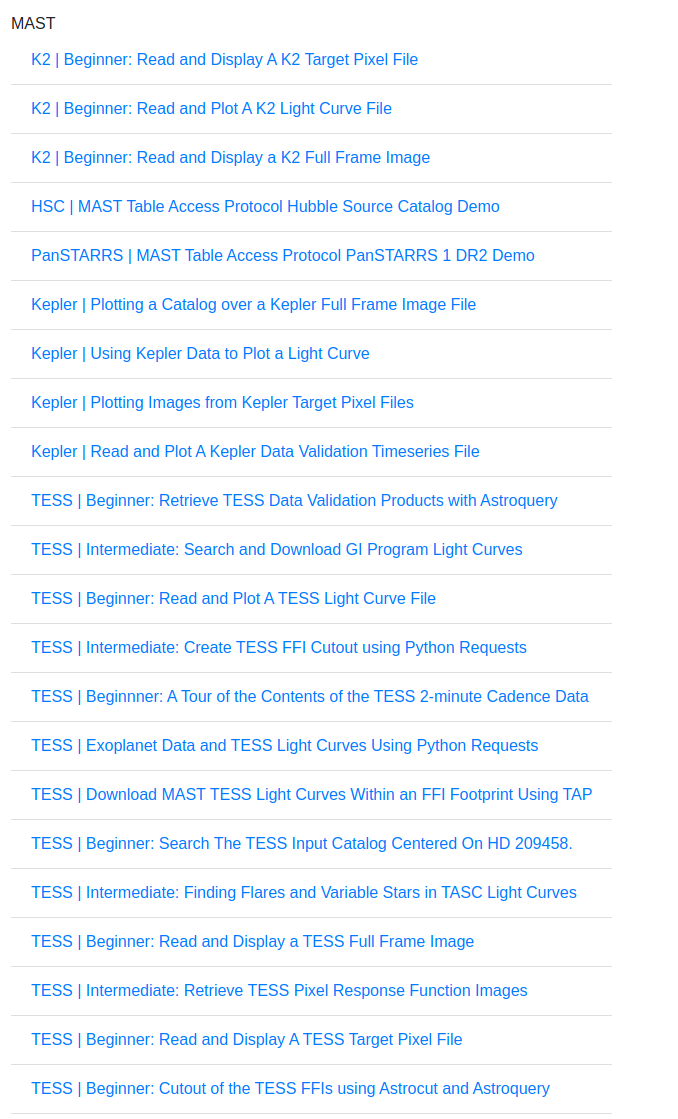 MAST
K2 | Beginner: Read and Display A K2 Target Pixel File
K2 | Beginner: Read and Plot A K2 Light Curve File
K2 | Beginner: Read and Display a K2 Full Frame Image
HSC | MAST Table Access Protocol Hubble Source Catalog Demo
PanSTARRS | MAST Table Access Protocol PanSTARRS 1 DR2 Demo
Kepler | Plotting a Catalog over a Kepler Full Frame Image File
Kepler | Using Kepler Data to Plot a Light Curve
Kepler | Plotting Images from Kepler Target Pixel Files
Kepler | Read and Plot A Kepler Data Validation Timeseries File
TESS | Beginner: Retrieve TESS Data Validation Products with Astroquery
TESS | Intermediate: Search and Download GI Program Light Curves
TESS | Beginner: Read and Plot A TESS Light Curve File
TESS | Intermediate: Create TESS FFI Cutout using Python Requests
TESS | Beginnner: A Tour of the Contents of the TESS 2-minute Cadence Data
TESS | Exoplanet Data and TESS Light Curves Using Python Requests
TESS | Download MAST TESS Light Curves Within an FFI Footprint Using TAP
TESS | Beginner: Search The TESS Input Catalog Centered On HD 209458.
TESS | Intermediate: Finding Flares and Variable Stars in TASC Light Curves
TESS | Beginner: Read and Display a TESS Full Frame Image
TESS | Intermediate: Retrieve TESS Pixel Response Function Images
TESS | Beginner: Read and Display A TESS Target Pixel File
TESS | Beginner: Cutout of the TESS FFIs using Astrocut and Astroquery